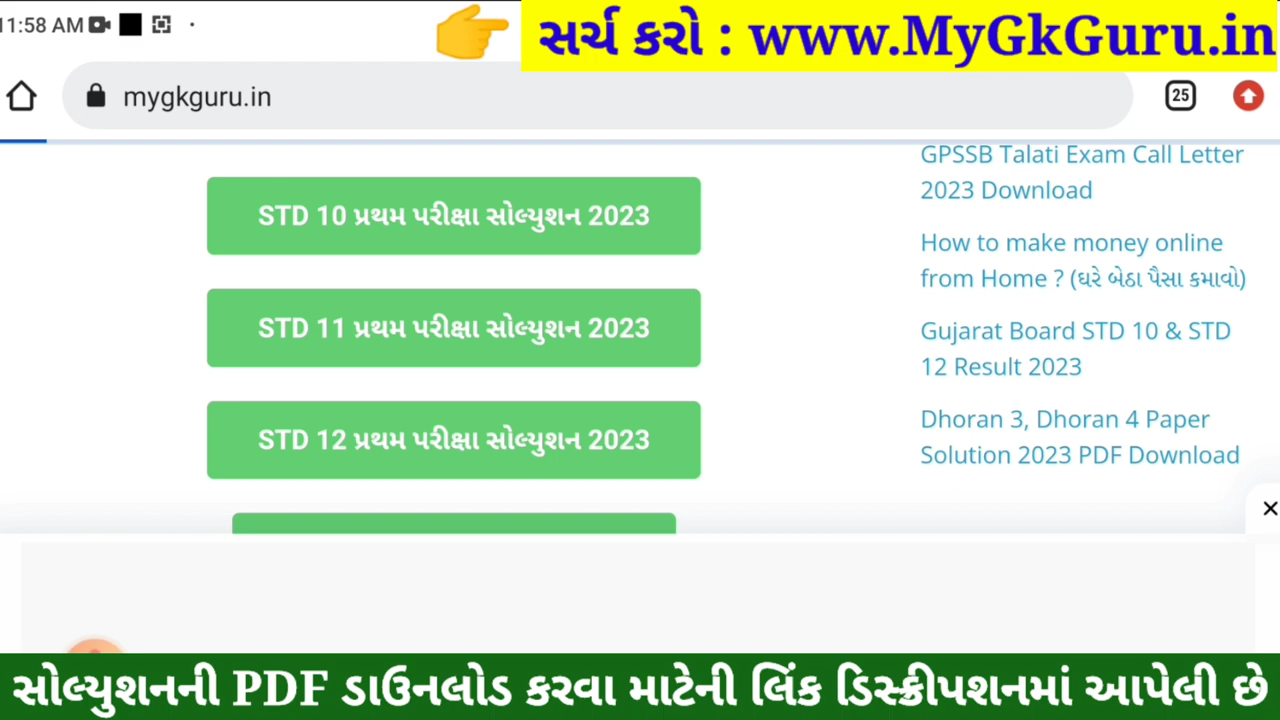 11:58 AM
સર્ચ કરો : www.MyGkGuru.in
mygkguru.in
25
STD 10 પ્રથમ પરીક્ષા સોલ્યુશન 2023
STD 11 પ્રથમ પરીક્ષા સોલ્યુશન 2023
STD 12 પ્રથમ પરીક્ષા સોલ્યુશન 2023
GPSSB Talati Exam Call Letter
2023 Download
How to make money online
from Home ? (ઘરે બેઠા પૈસા કમાવો)
Gujarat Board STD 10 & STD
12 Result 2023
Dhoran 3, Dhoran 4 Paper
Solution 2023 PDF Download
સોલ્યુશનની PDF ડાઉનલોડ કરવા માટેની લિંક ડિસ્ક્રીપશનમાં આપેલી છે